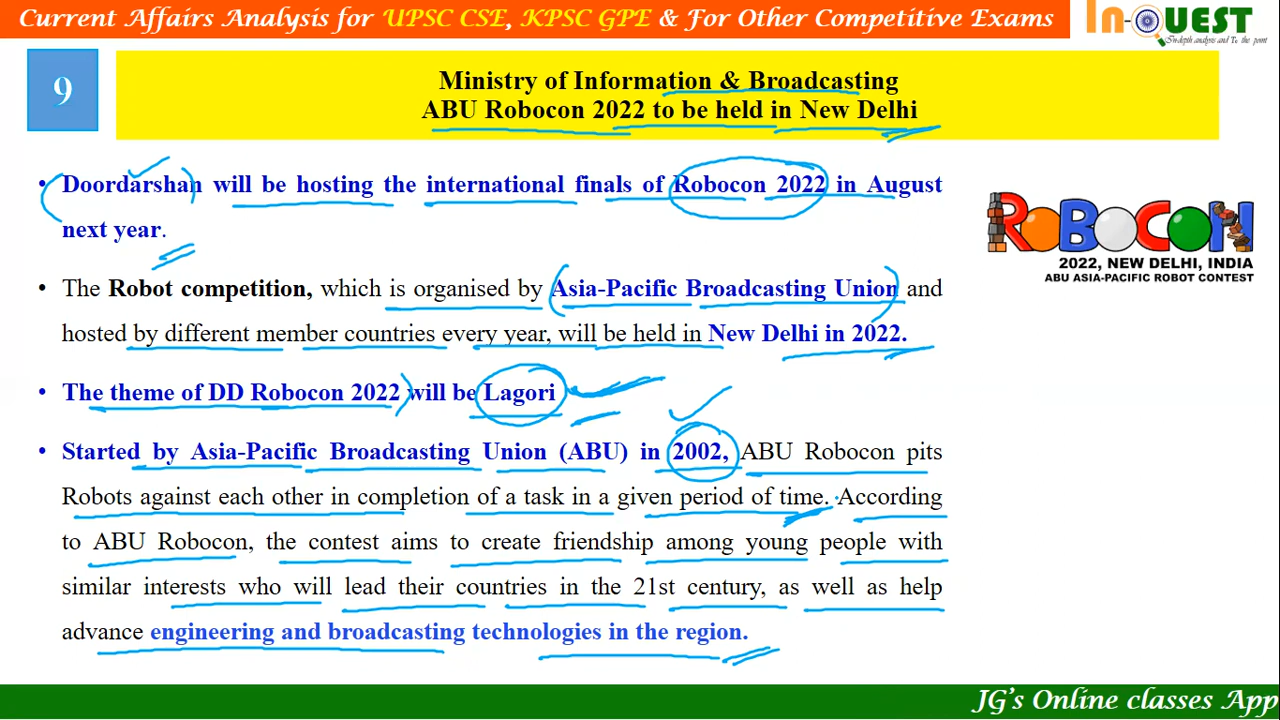 Current Affairs Analysis for UPSC CSE, KPSC GPE & For Other Competitive Exams
In-QUEST
In-depth analysis and To the point
9
Ministry of Information & Broadcasting
ABU Robocon 2022 to be held in New Delhi
• Doordarshan will be hosting the international finals of Robocon 2022 in August
next year.
• The Robot competition, which is organised by Asia-Pacific Broadcasting Union and
hosted by different member countries every year, will be held in New Delhi in 2022.
• The theme of DD Robocon 2022 will be Lagori
• Started by Asia-Pacific Broadcasting Union (ABU) in 2002, ABU Robocon pits
Robots against each other in completion of a task in a given period of time. According
to ABU Robocon, the contest aims to create friendship among young people with
similar interests who will lead their countries in the 21st century, as well as help
advance engineering and broadcasting technologies in the region.
ROBOCON
2022, NEW DELHI, INDIA
ABU ASIA-PACIFIC ROBOT CONTEST
JG's Online classes App